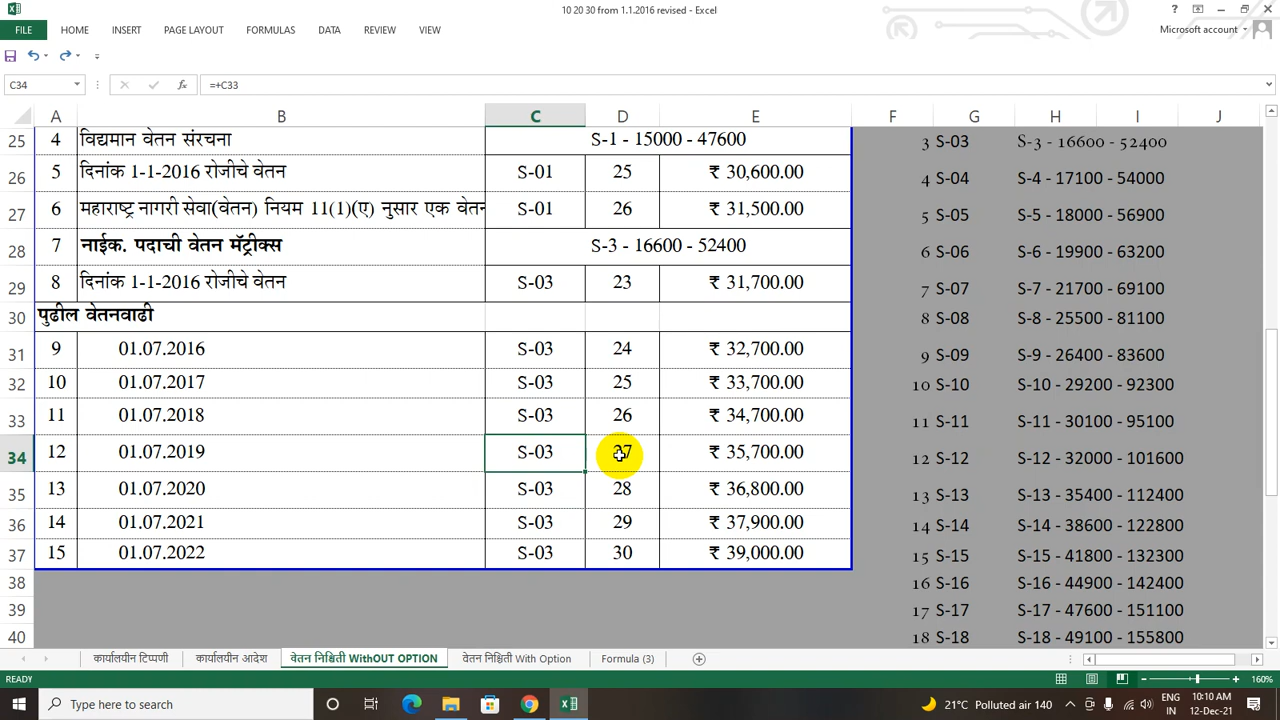 10 20 30 from 1.1.2016 revised - Excel
FILE HOME INSERT PAGE LAYOUT FORMULAS DATA REVIEW VIEW Microsoft account
C34 fx =+C33
A B C D E F G H I J
25 4 विद्यमान वेतन संरचना S-1 - 15000 - 47600 3 S-03 S-3 - 16600 - 52400
26 5 दिनांक 1-1-2016 रोजीचे वेतन S-01 25 ₹ 30,600.00 4 S-04 S-4 - 17100 - 54000
27 6 महाराष्ट्र नागरी सेवा(वेतन) नियम 11(1)(ए) नुसार एक वेतन S-01 26 ₹ 31,500.00 5 S-05 S-5 - 18000 - 56900
28 7 नाईक. पदाची वेतन मॅट्रीक्स S-3 - 16600 - 52400 6 S-06 S-6 - 19900 - 63200
29 8 दिनांक 1-1-2016 रोजीचे वेतन S-03 23 ₹ 31,700.00 7 S-07 S-7 - 21700 - 69100
30 पुढील वेतनवाढी 8 S-08 S-8 - 25500 - 81100
31 9 01.07.2016 S-03 24 ₹ 32,700.00 9 S-09 S-9 - 26400 - 83600
32 10 01.07.2017 S-03 25 ₹ 33,700.00 10 S-10 S-10 - 29200 - 92300
33 11 01.07.2018 S-03 26 ₹ 34,700.00 11 S-11 S-11 - 30100 - 95100
34 12 01.07.2019 S-03 27 ₹ 35,700.00 12 S-12 S-12 - 32000 - 101600
35 13 01.07.2020 S-03 28 ₹ 36,800.00 13 S-13 S-13 - 35400 - 112400
36 14 01.07.2021 S-03 29 ₹ 37,900.00 14 S-14 S-14 - 38600 - 122800
37 15 01.07.2022 S-03 30 ₹ 39,000.00 15 S-15 S-15 - 41800 - 132300
38 16 S-16 S-16 - 44900 - 142400
39 17 S-17 S-17 - 47600 - 151100
40 18 S-18 S-18 - 49100 - 155800
कार्यालयीन टिप्पणी कार्यालयीन आदेश वेतन निश्चिती WithOUT OPTION वेतन निश्चिती With Option Formula (3)
READY 160%
Type here to search 21°C Polluted air 140 ENG IN 10:10 AM 12-Dec-21